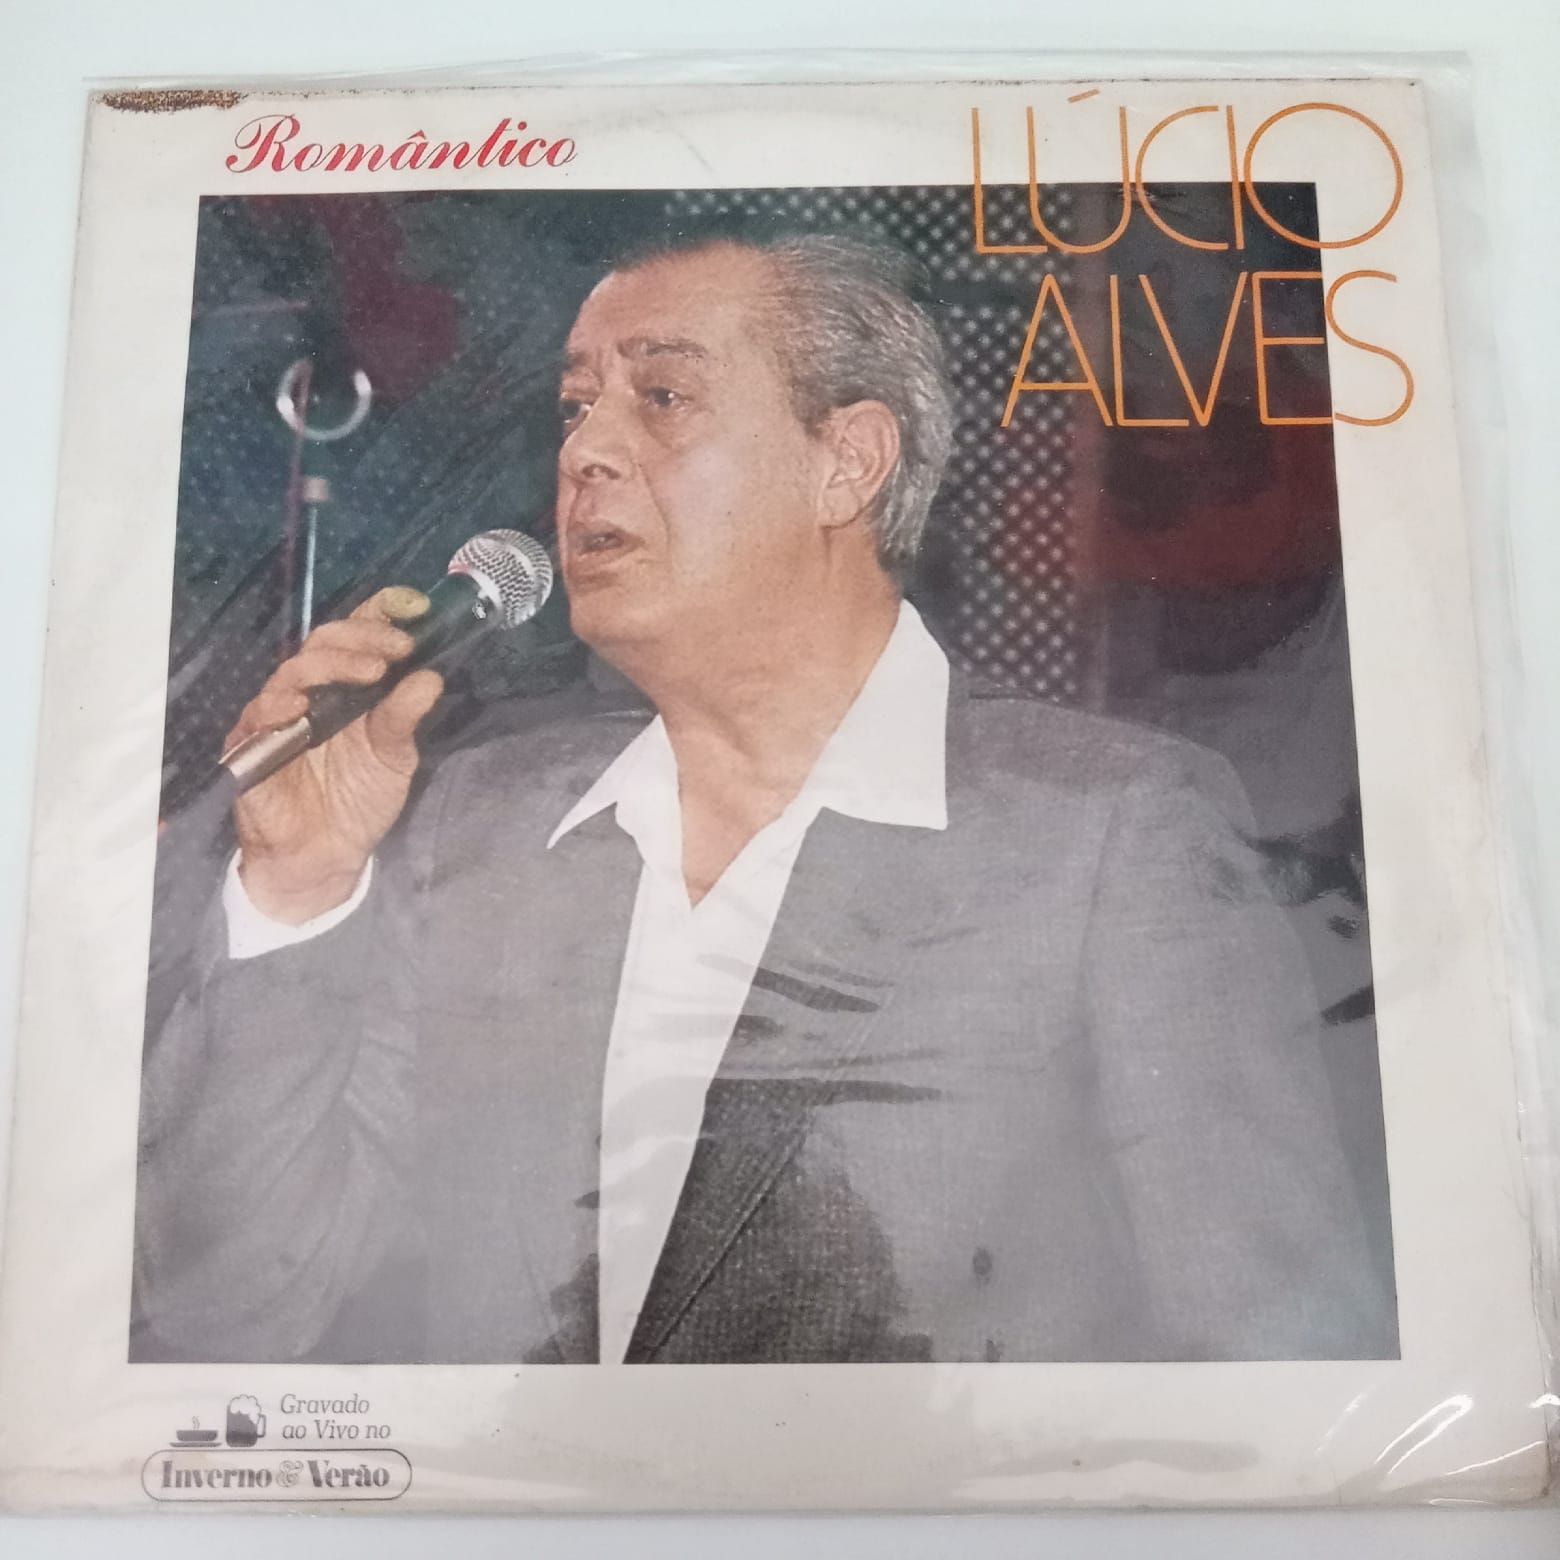 Romântico
LÚCIO
ALVES
Gravado
ao Vivo no
Inverno & Verão